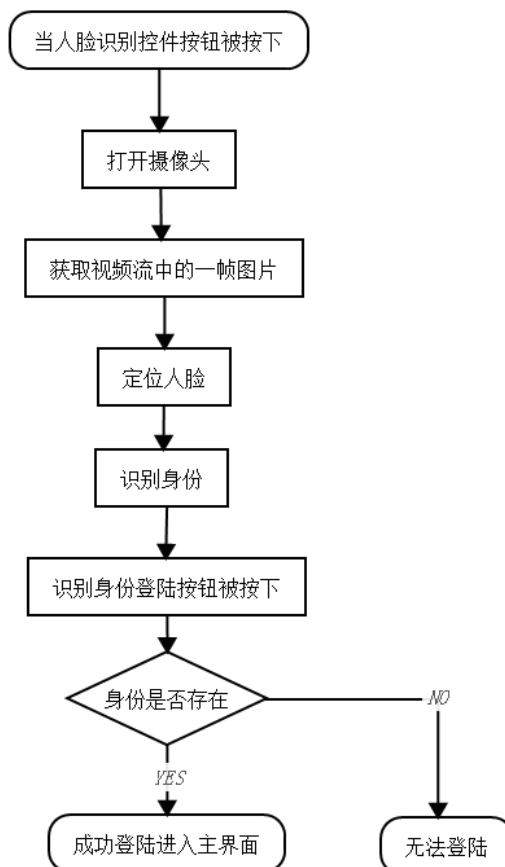 当人脸识别控件按钮被按下
打开摄像头
获取视频流中的一帧图片
定位人脸
识别身份
识别身份登陆按钮被按下
身份是否存在
NO
YES
成功登陆进入主界面
无法登陆